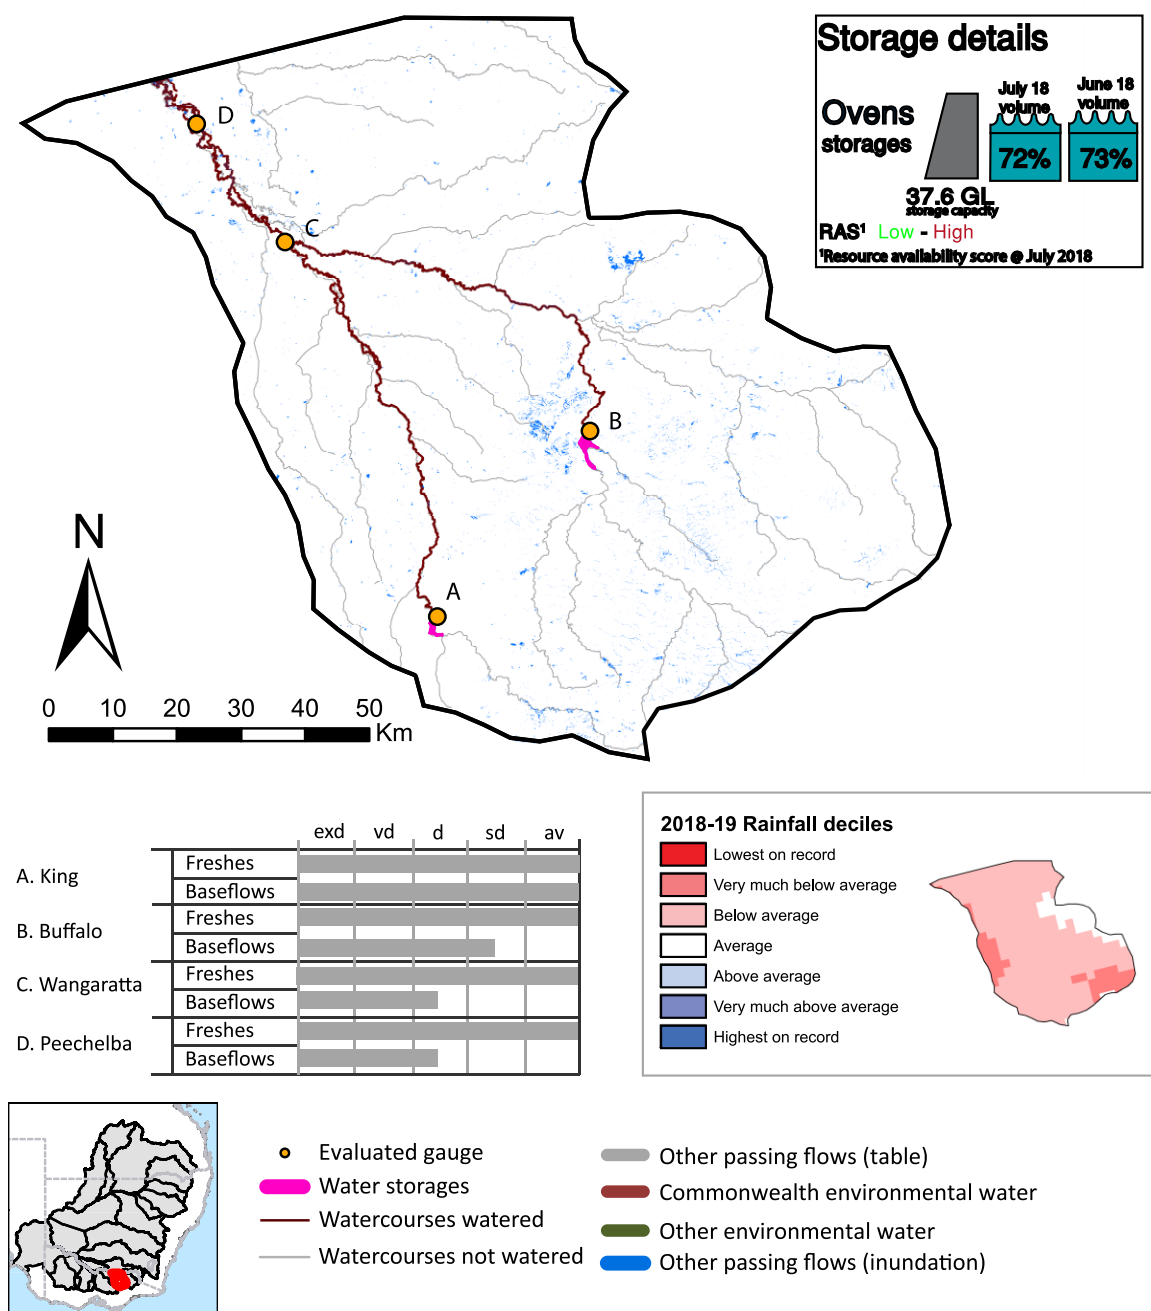 Storage details
July 18
volume
June 18
volume
Ovens
storages
72%
73%
37.6 GL
storage capacity
RAS¹ Low - High
¹Resource availability score @ July 2018
D
C
B
A
N
0 10 20 30 40 50
Km
exd vd d sd av
A. King
Freshes
Baseflows
B. Buffalo
Freshes
Baseflows
C. Wangaratta
Freshes
Baseflows
D. Peechelba
Freshes
Baseflows
2018-19 Rainfall deciles
Lowest on record
Very much below average
Below average
Average
Above average
Very much above average
Highest on record
Evaluated gauge
Water storages
Watercourses watered
Watercourses not watered
Other passing flows (table)
Commonwealth environmental water
Other environmental water
Other passing flows (inundation)